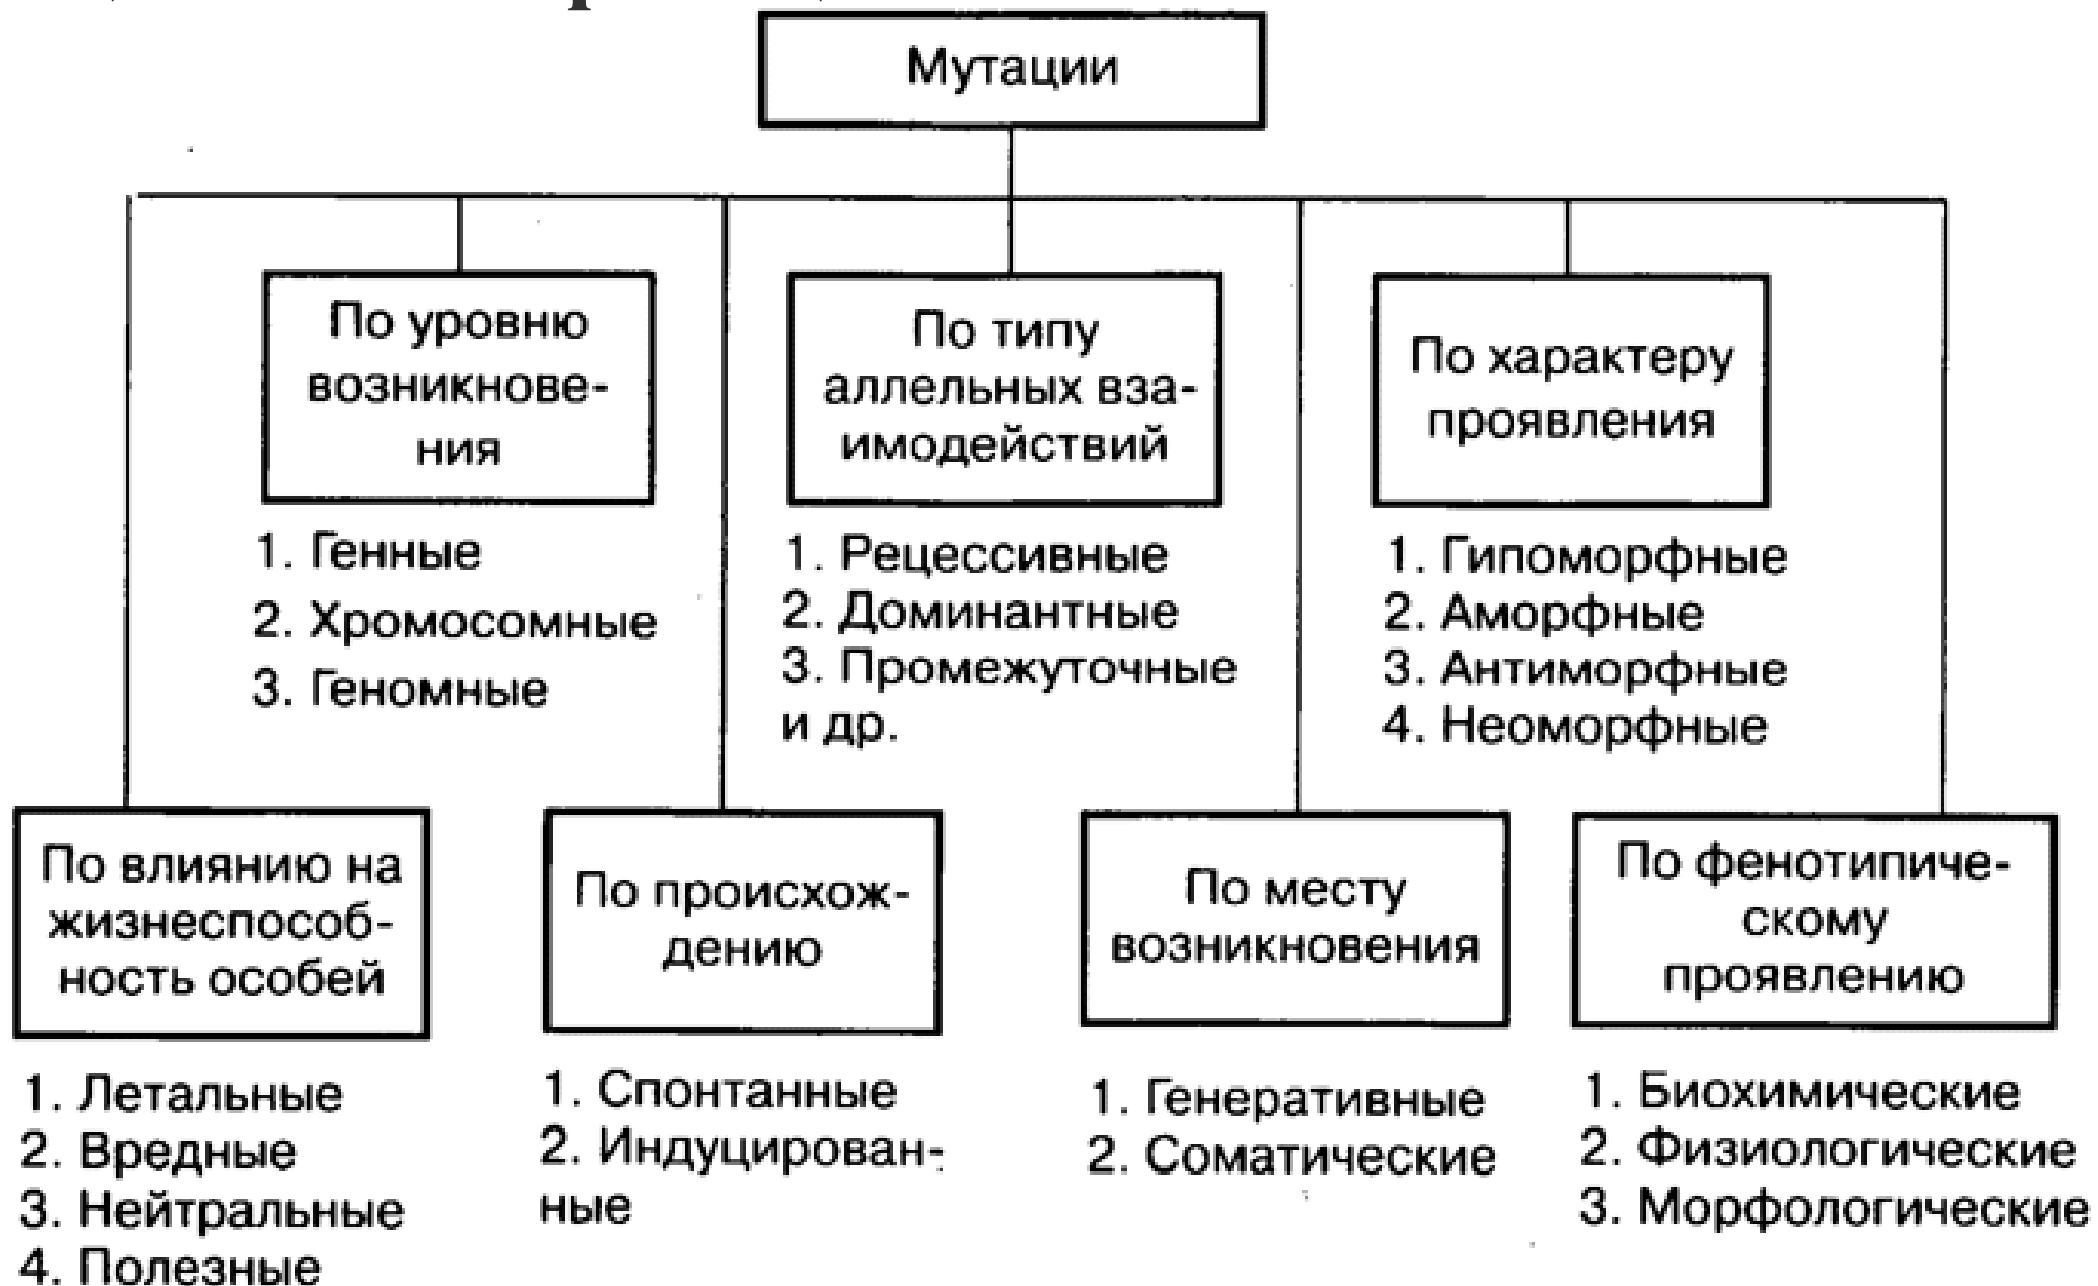 Мутации
По уровню
возникнове-
ния
1. Генные
2. Хромосомные
3. Геномные
По типу
аллельных вза-
имодействий
1. Рецессивные
2. Доминантные
3. Промежуточные
и др.
По характеру
проявления
1. Гипоморфные
2. Аморфные
3. Антиморфные
4. Неоморфные
По влиянию на
жизнеспособ-
ность особей
1. Летальные
2. Вредные
3. Нейтральные
4. Полезные
По происхож-
дению
1. Спонтанные
2. Индуцирован-
ные
По месту
возникновения
1. Генеративные
2. Соматические
По фенотипиче-
скому
проявлению
1. Биохимические
2. Физиологические
3. Морфологические